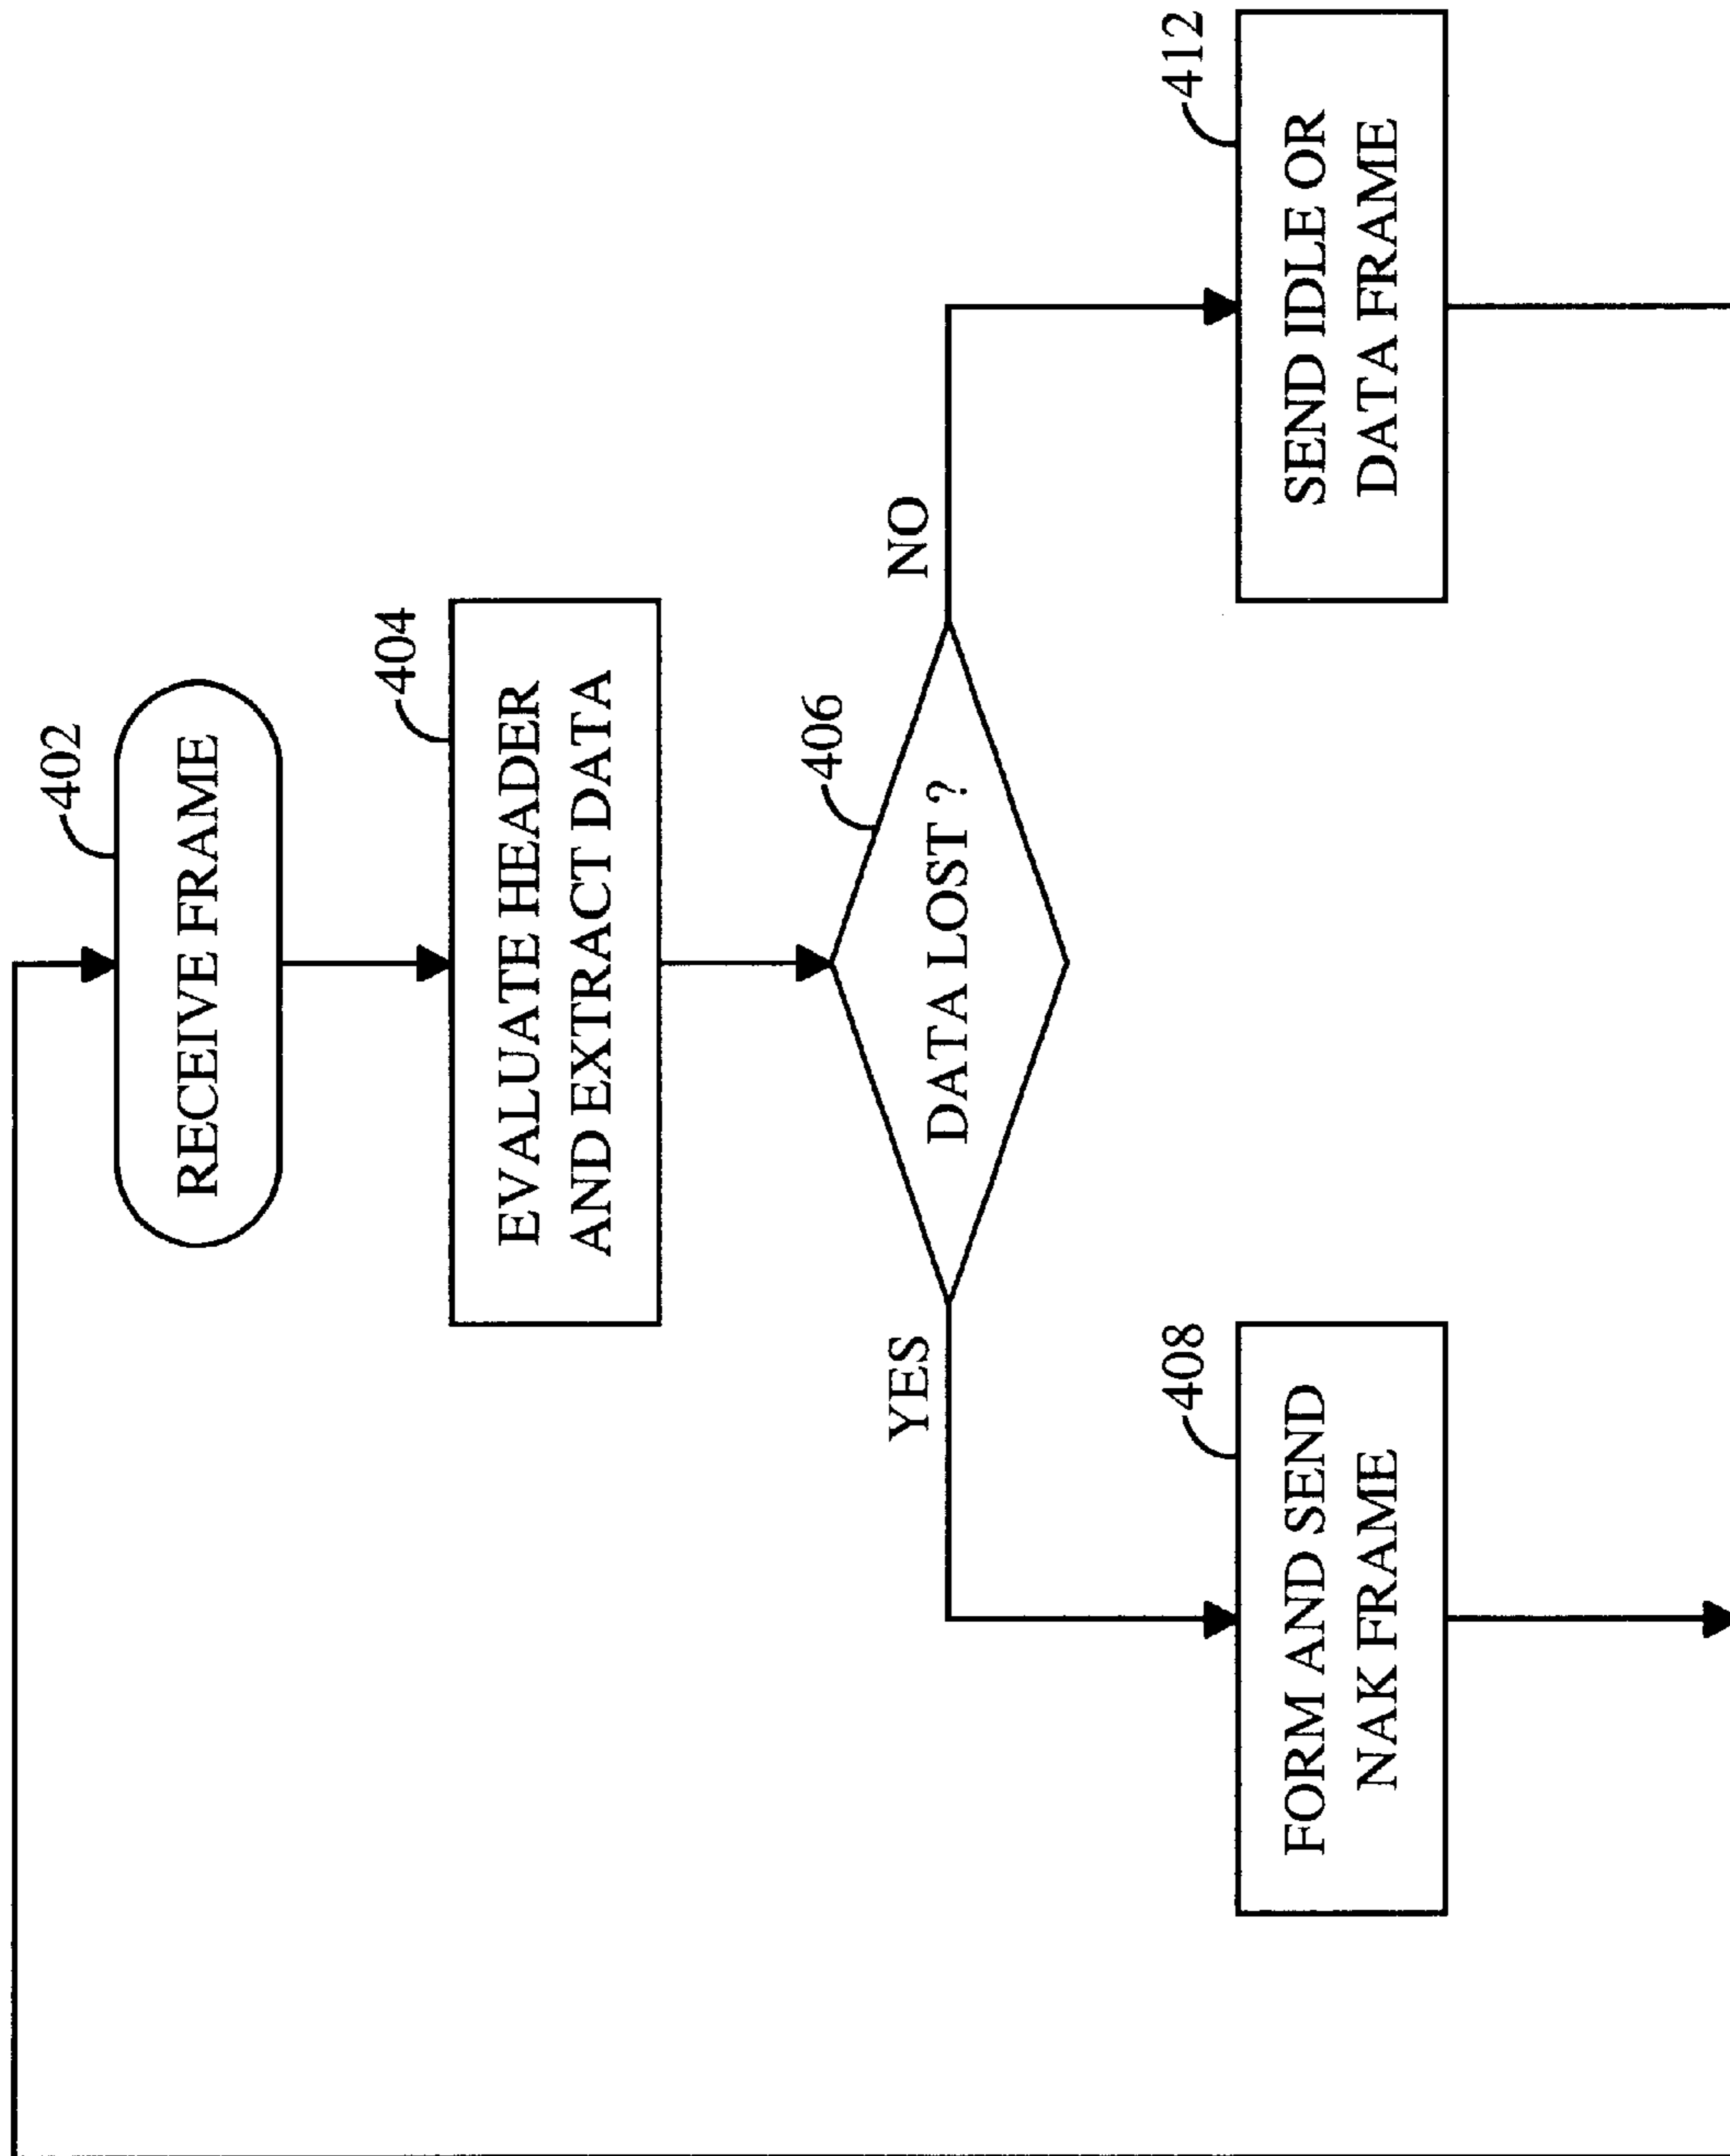 402
RECEIVE FRAME
404
EVALUATE HEADER
AND EXTRACT DATA
406
DATA LOST ?
YES
NO
408
FORM AND SEND
NAK FRAME
412
SEND IDLE OR
DATA FRAME